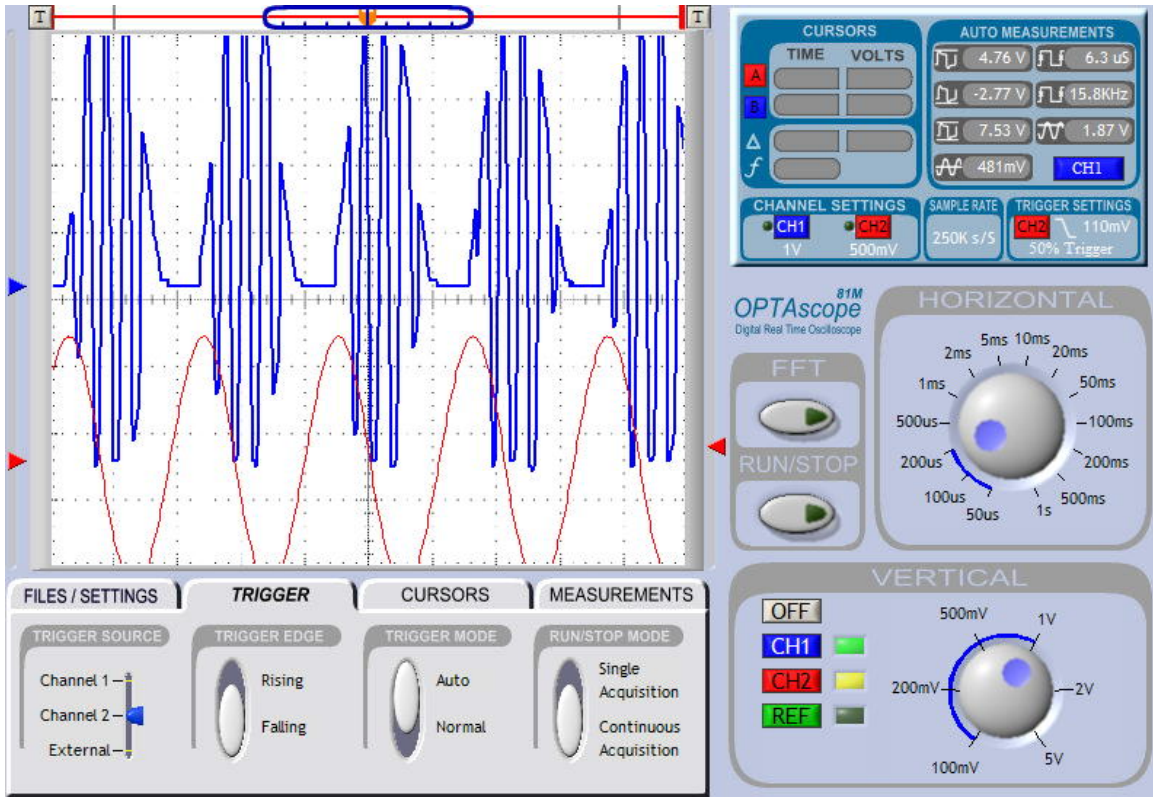 T T
CURSORS
TIME VOLTS
A
B
Δ
f
AUTO MEASUREMENTS
4.76 V 6.3 uS
-2.77 V 15.8KHz
7.53 V 1.87 V
481mV CH1
CHANNEL SETTINGS
CH1 CH2
1V 500mV
SAMPLE RATE
250K s/S
TRIGGER SETTINGS
CH2 110mV
50% Trigger
81M
OPTAscope
Digital Real Time Oscilloscope
FFT
RUN/STOP
HORIZONTAL
5ms 10ms
2ms 20ms
1ms 50ms
500us 100ms
200us 200ms
100us 500ms
50us 1s
FILES / SETTINGS TRIGGER CURSORS MEASUREMENTS
TRIGGER SOURCE TRIGGER EDGE TRIGGER MODE RUN/STOP MODE
Channel 1
Channel 2
External
Rising
Falling
Auto
Normal
Single
Acquisition
Continuous
Acquisition
VERTICAL
OFF
CH1
CH2
REF
500mV 1V
200mV 2V
100mV 5V